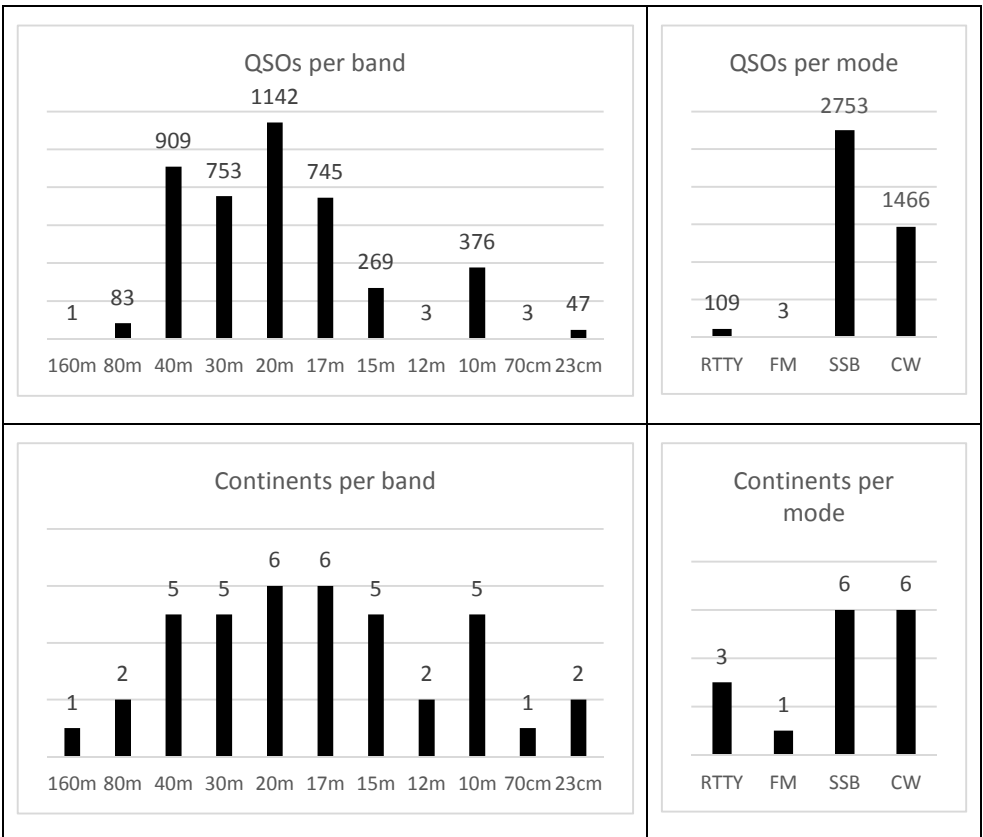 QSOs per band
1142
909
753
745
376
269
83
47
1
3
3
160m 80m 40m 30m 20m 17m 15m 12m 10m 70cm 23cm
QSOs per mode
2753
1466
109
3
RTTY FM SSB CW
Continents per band
6 6
5 5 5 5
2 2 2
1 1
160m 80m 40m 30m 20m 17m 15m 12m 10m 70cm 23cm
Continents per
mode
6 6
3
1
RTTY FM SSB CW